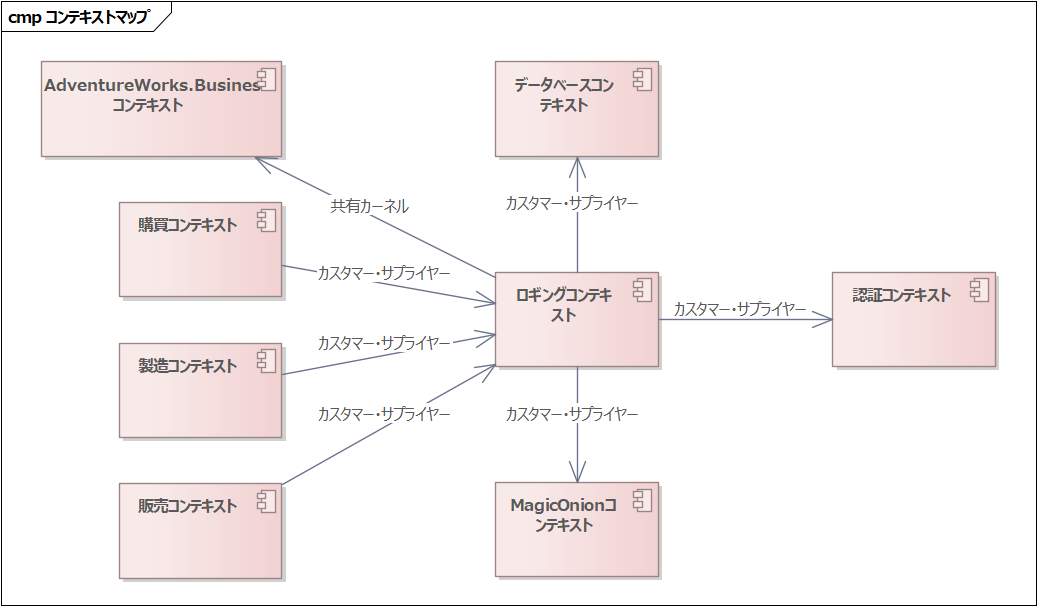 cmp コンテキストマップ
AdventureWorks.Busines
コンテキスト
データベースコン
テキスト
共有カーネル
カスタマー・サプライヤー
購買コンテキスト
カスタマー・サプライヤー
ロギングコンテキ
スト
カスタマー・サプライヤー
認証コンテキスト
製造コンテキスト
カスタマー・サプライヤー
カスタマー・サプライヤー
カスタマー・サプライヤー
販売コンテキスト
MagicOnionコ
ンテキスト